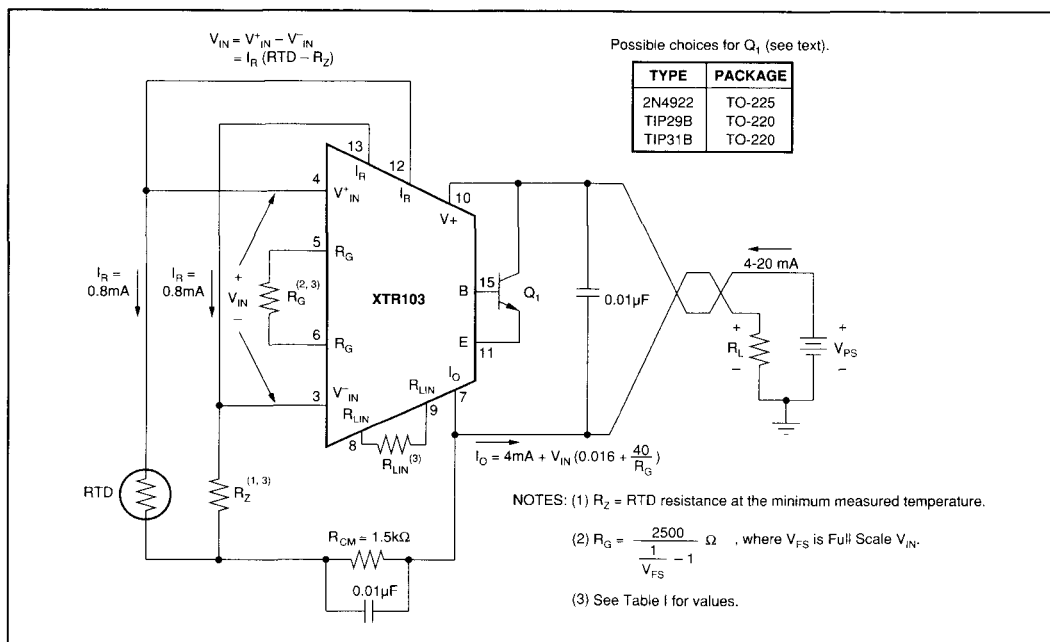 V_IN = V⁺_IN – V⁻_IN
= I_R (RTD – R_Z)
Possible choices for Q₁ (see text).
TYPE PACKAGE
2N4922 TO-225
TIP29B TO-220
TIP31B TO-220
13
I_R
12
I_R
4
V⁺_IN
10
V+
5
R_G
I_R =
0.8mA
I_R =
0.8mA
+
V_IN
–
R_G (2, 3)
XTR103
B
15
Q₁
0.01µF
4-20 mA
+
R_L
–
+
V_PS
–
6
R_G
E
11
I_O
7
3
V⁻_IN
R_LIN
8
R_LIN
9
R_LIN (3)
I_O = 4mA + V_IN (0.016 + 40/R_G)
RTD
R_Z (1, 3)
R_CM = 1.5kΩ
0.01µF
NOTES: (1) R_Z = RTD resistance at the minimum measured temperature.
(2) R_G = 2500 / (1/V_FS – 1) Ω , where V_FS is Full Scale V_IN.
(3) See Table I for values.